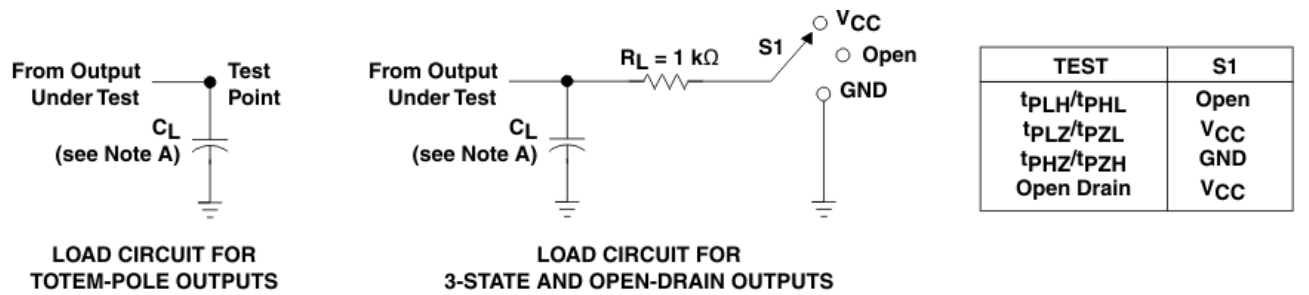 From Output
Under Test
Test
Point
CL
(see Note A)
LOAD CIRCUIT FOR
TOTEM-POLE OUTPUTS
From Output
Under Test
CL
(see Note A)
RL = 1 kΩ
S1
VCC
Open
GND
LOAD CIRCUIT FOR
3-STATE AND OPEN-DRAIN OUTPUTS
TEST S1
tPLH/tPHL Open
tPLZ/tPZL VCC
tPHZ/tPZH GND
Open Drain VCC